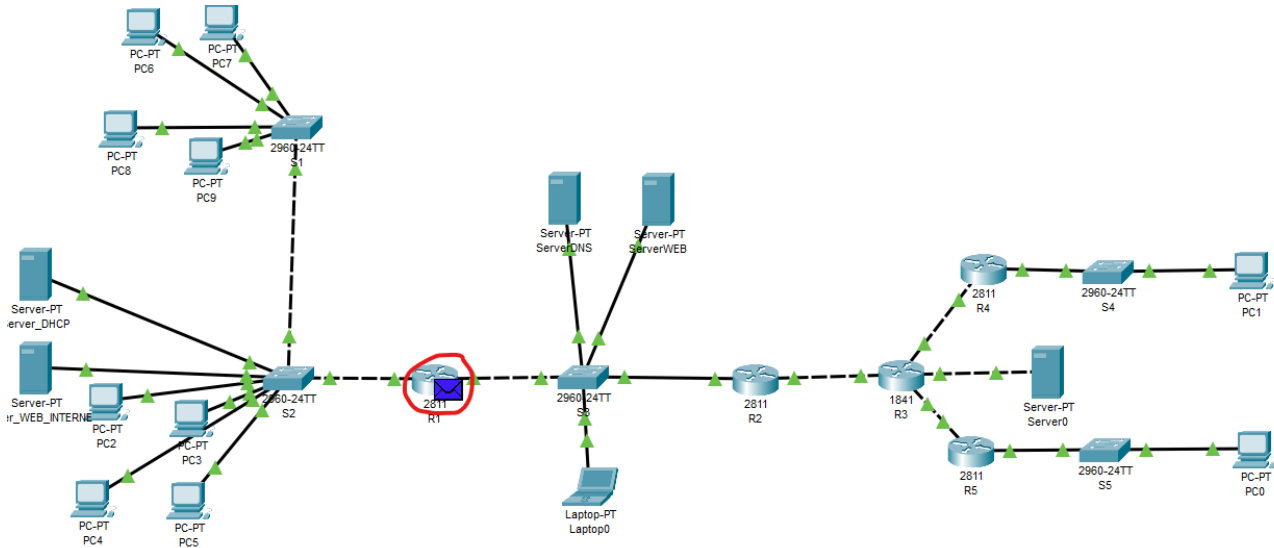 PC-PT
PC6
PC-PT
PC7
PC-PT
PC8
PC-PT
PC9
2960-24TT
S1
Server-PT
ServerDNS
Server-PT
ServerWEB
Server-PT
erver_DHCP
Server-PT
er_WEB_INTERNE
2960-24TT
S2
PC-PT
PC2
PC-PT
PC3
PC-PT
PC4
PC-PT
PC5
2811
R1
2960-24TT
S3
Laptop-PT
Laptop0
2811
R2
1841
R3
2811
R4
2960-24TT
S4
PC-PT
PC1
Server-PT
Server0
2811
R5
2960-24TT
S5
PC-PT
PC0